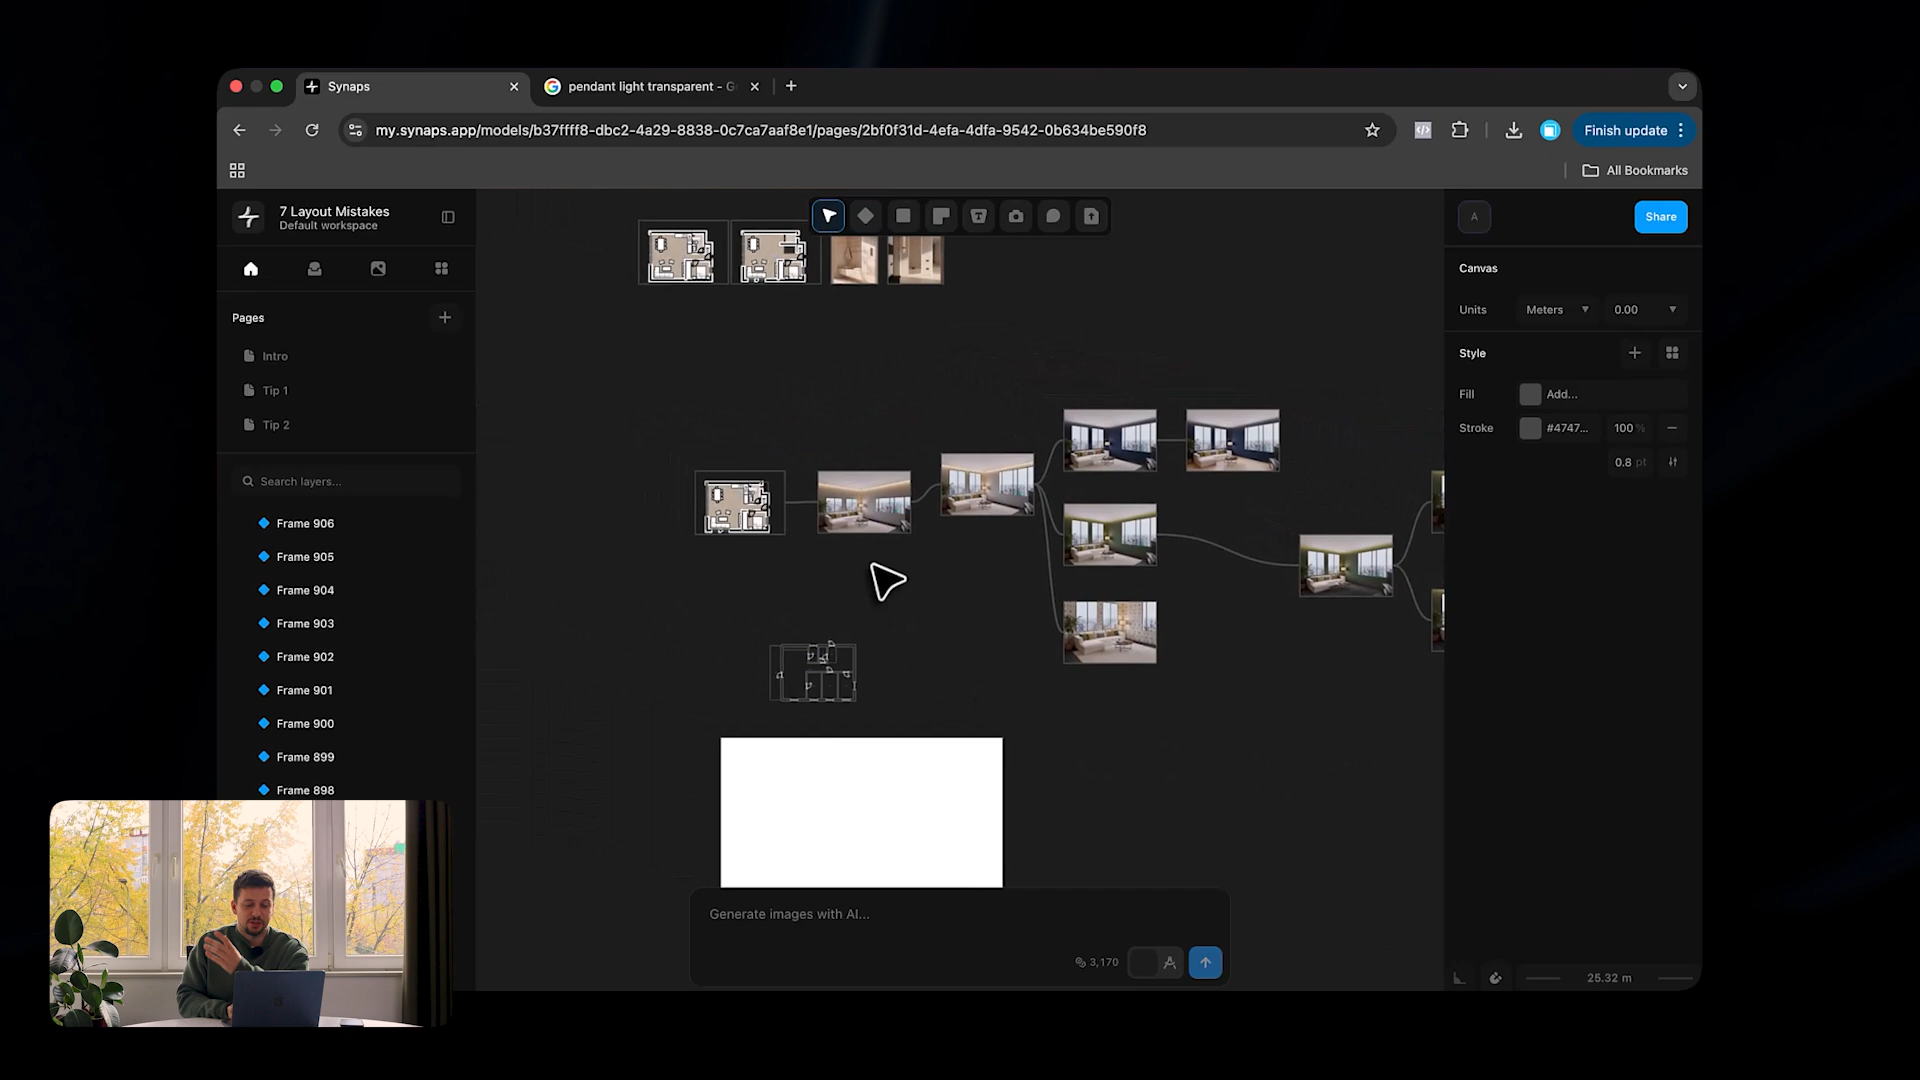 Synaps
pendant light transparent - G
my.synaps.app/models/b37ffff8-dbc2-4a29-8838-0c7ca7aaf8e1/pages/2bf0f31d-4efa-4dfa-9542-0b634be590f8
Finish update
All Bookmarks
7 Layout Mistakes
Default workspace
A
Share
Canvas
Pages
Units
Meters
0.00
Intro
Style
Tip 1
Fill
Add...
Tip 2
Stroke
#4747...
100 %
0.8 pt
Search layers...
Frame 906
Frame 905
Frame 904
Frame 903
Frame 902
Frame 901
Frame 900
Frame 899
Frame 898
Generate images with AI...
3,170
25.32 m